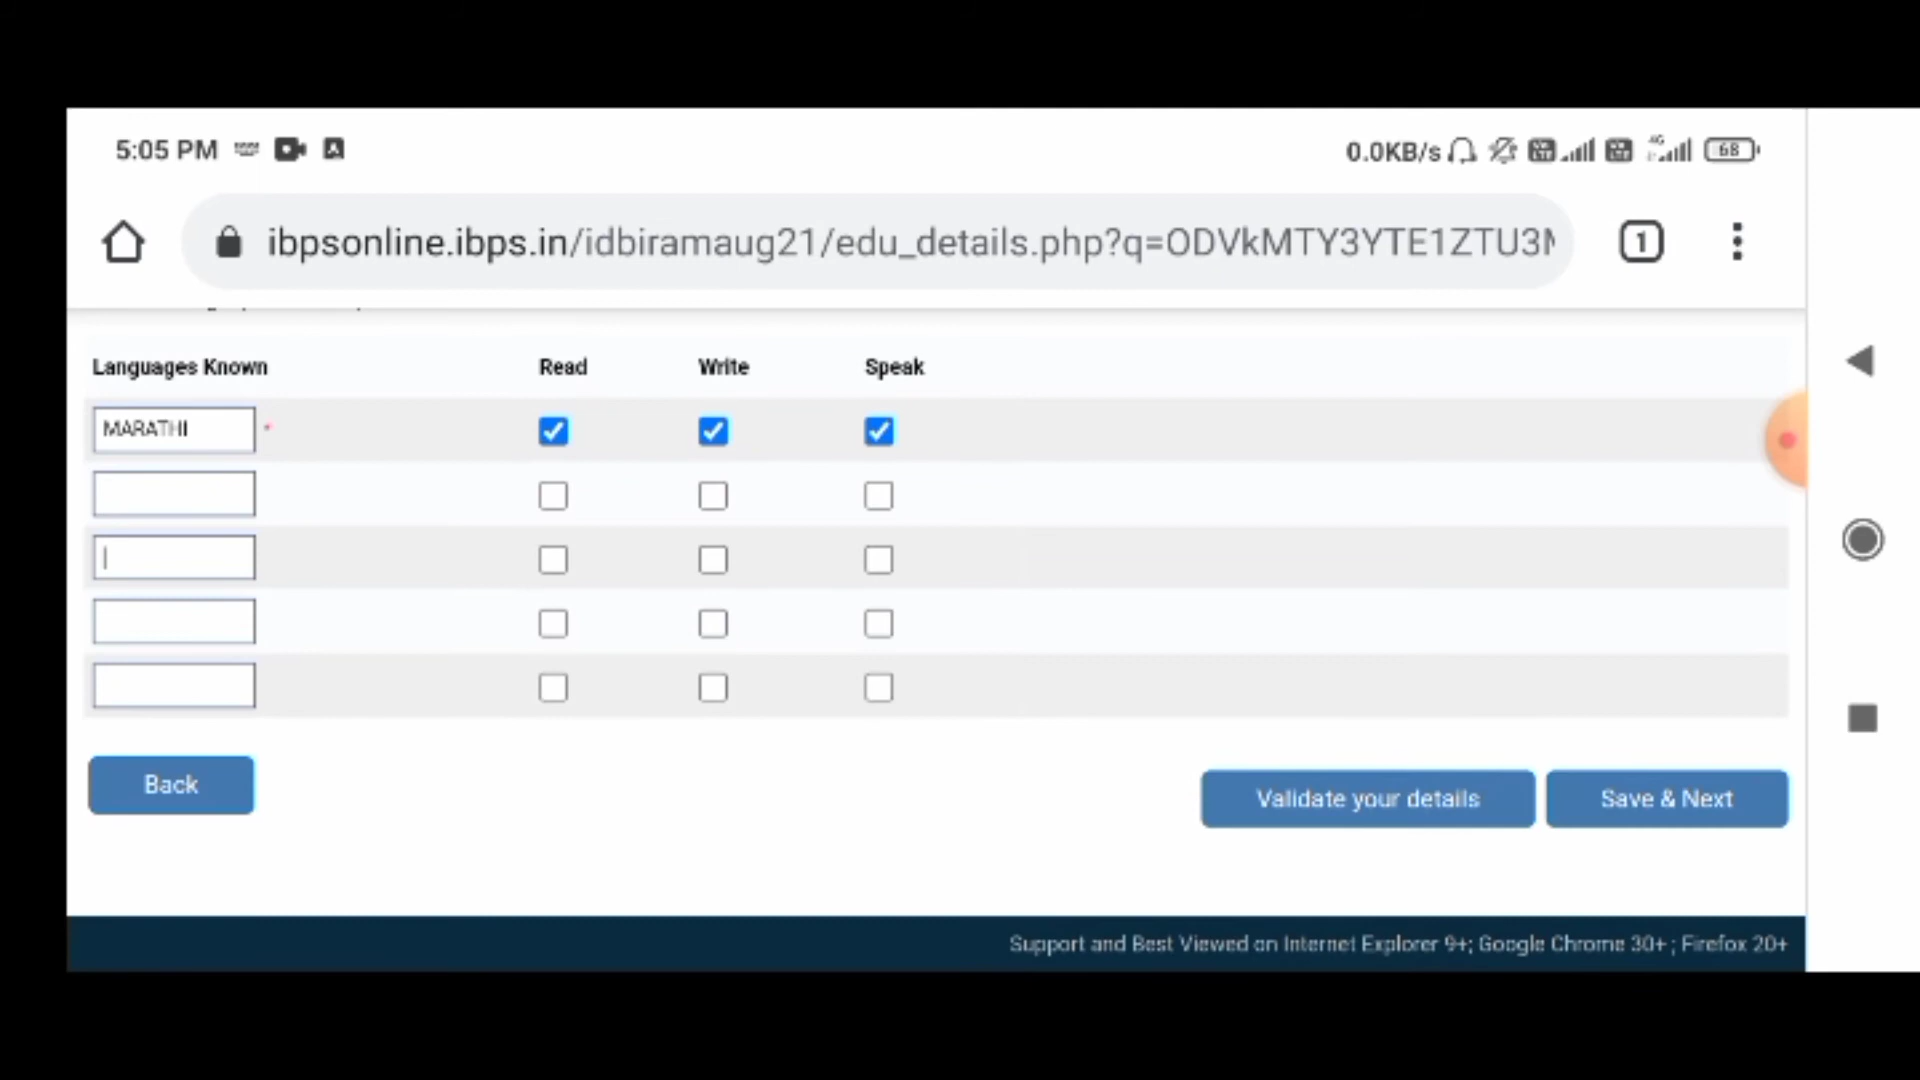 5:05 PM
0.0KB/s 4G 68
ibpsonline.ibps.in/idbiramaug21/edu_details.php?q=ODVkMTY3YTE1ZTU3
1
Languages Known Read Write Speak
MARATHI *
Back
Validate your details Save & Next
Support and Best Viewed on Internet Explorer 9+; Google Chrome 30+ ; Firefox 20+